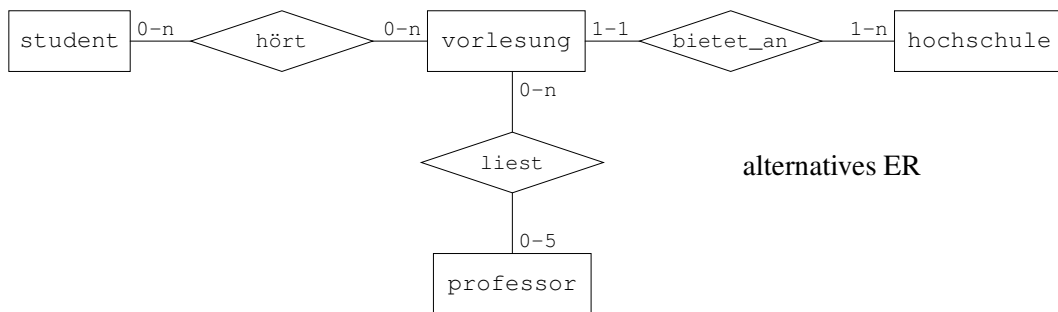 student 0-n hört 0-n vorlesung 1-1 bietet_an 1-n hochschule
0-n
liest
alternatives ER
0-5
professor